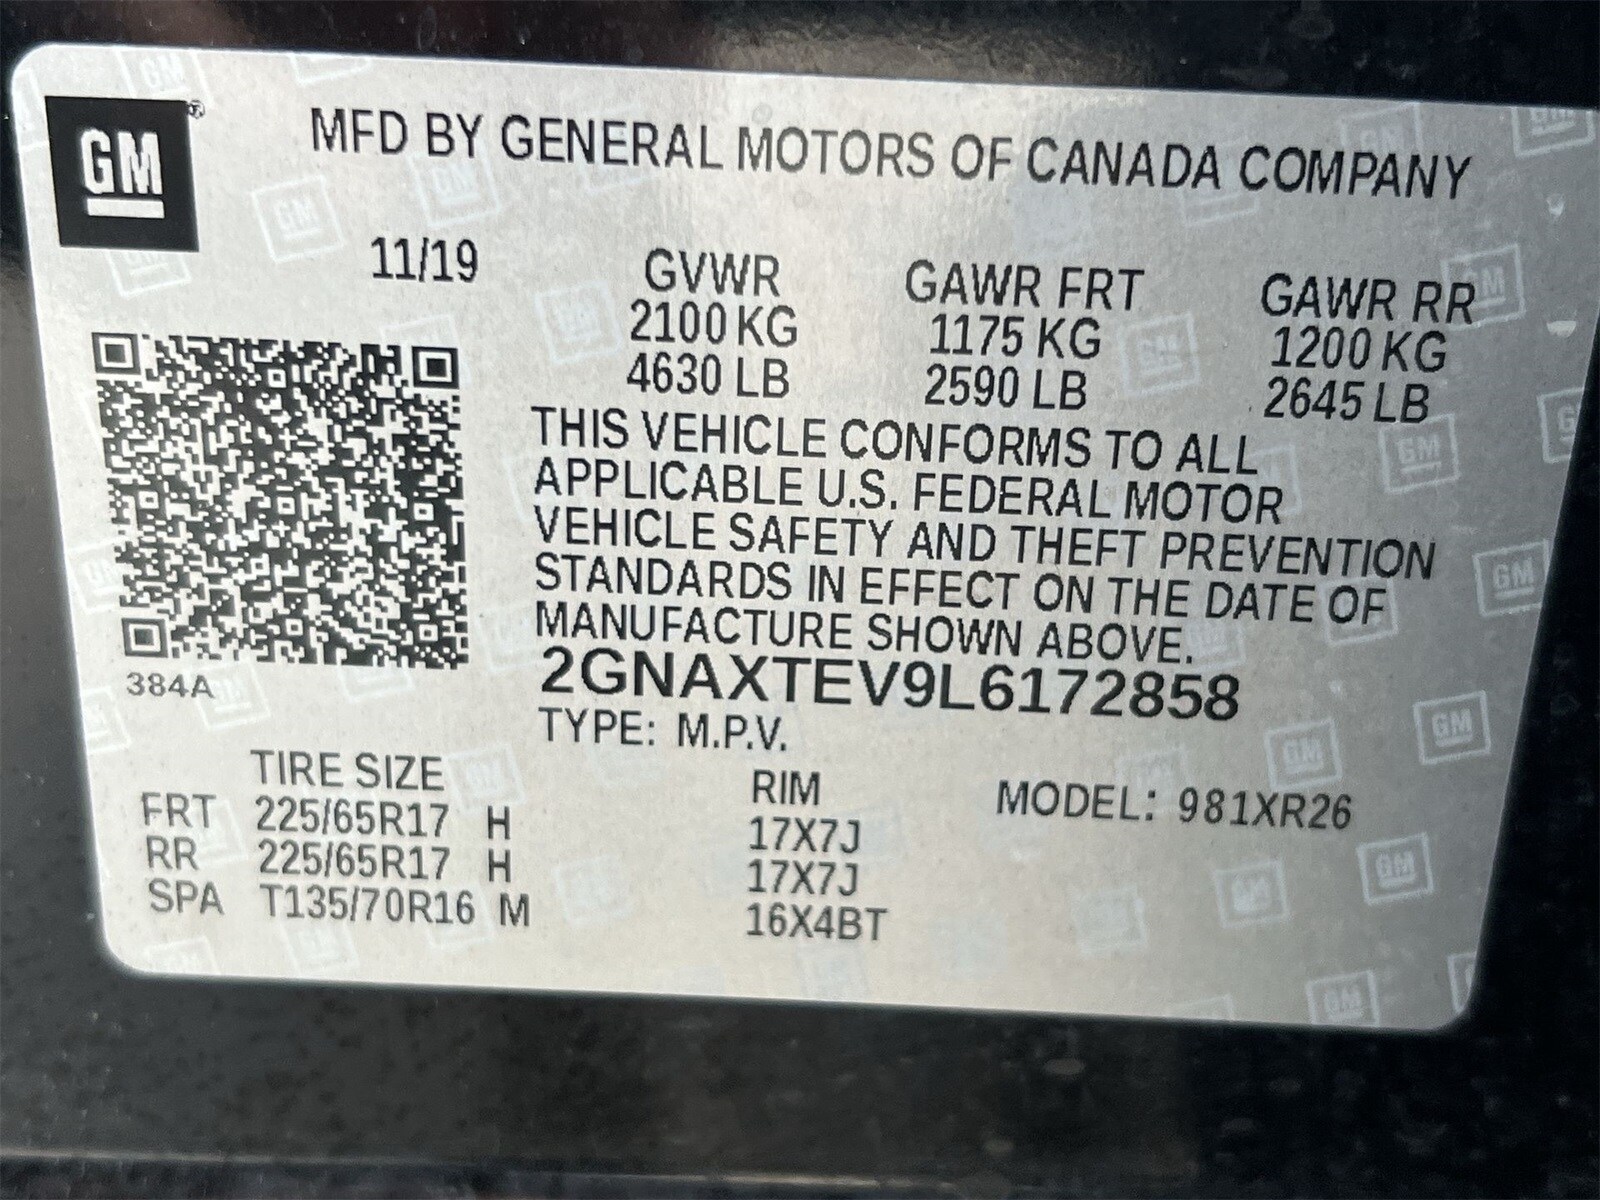 GM
MFD BY GENERAL MOTORS OF CANADA COMPANY
11/19 GVWR GAWR FRT GAWR RR
2100 KG 1175 KG 1200 KG
4630 LB 2590 LB 2645 LB
THIS VEHICLE CONFORMS TO ALL
APPLICABLE U.S. FEDERAL MOTOR
VEHICLE SAFETY AND THEFT PREVENTION
STANDARDS IN EFFECT ON THE DATE OF
MANUFACTURE SHOWN ABOVE.
384A
2GNAXTEV9L6172858
TYPE: M.P.V.
TIRE SIZE RIM MODEL: 981XR26
FRT 225/65R17 H 17X7J
RR 225/65R17 H 17X7J
SPA T135/70R16 M 16X4BT